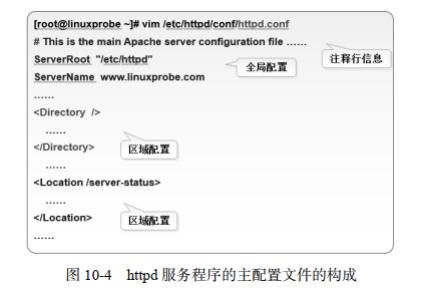 [root@linuxprobe ~]# vim /etc/httpd/conf/httpd.conf
# This is the main Apache server configuration file ……
注释行信息
ServerRoot "/etc/httpd"
全局配置
ServerName www.linuxprobe.com
……
<Directory />
……
</Directory>
区域配置
……
<Location /server-status>
……
</Location>
区域配置
……
图 10-4 httpd 服务程序的主配置文件的构成